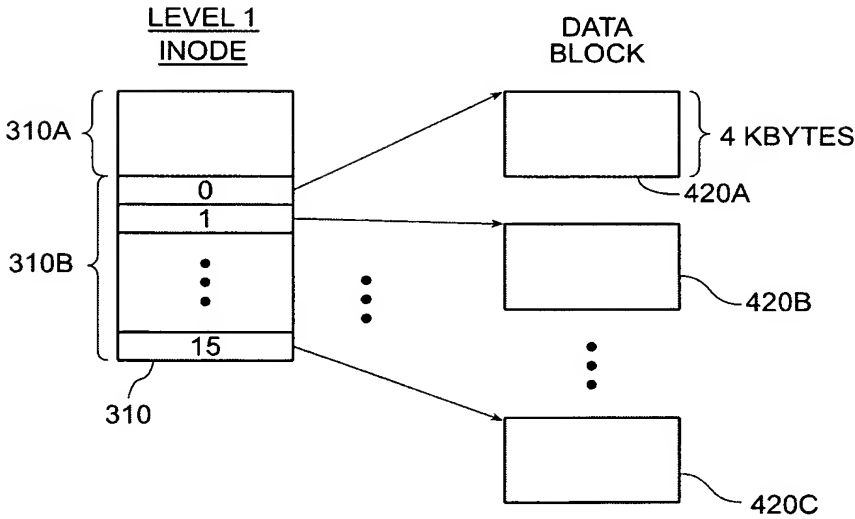 LEVEL 1
INODE
DATA
BLOCK
310A
4 KBYTES
0
420A
1
310B
420B
15
310
420C